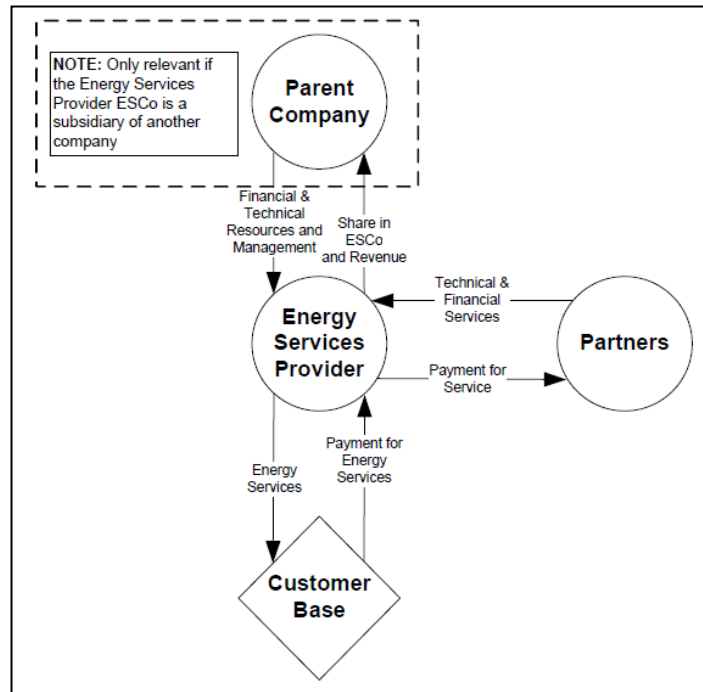 NOTE: Only relevant if
the Energy Services
Provider ESCo is a
subsidiary of another
company
Parent
Company
Financial &
Technical
Resources and
Management
Share in
ESCo
and Revenue
Technical &
Financial
Services
Energy
Services
Provider
Partners
Payment for
Service
Energy
Services
Payment for
Energy
Services
Customer
Base